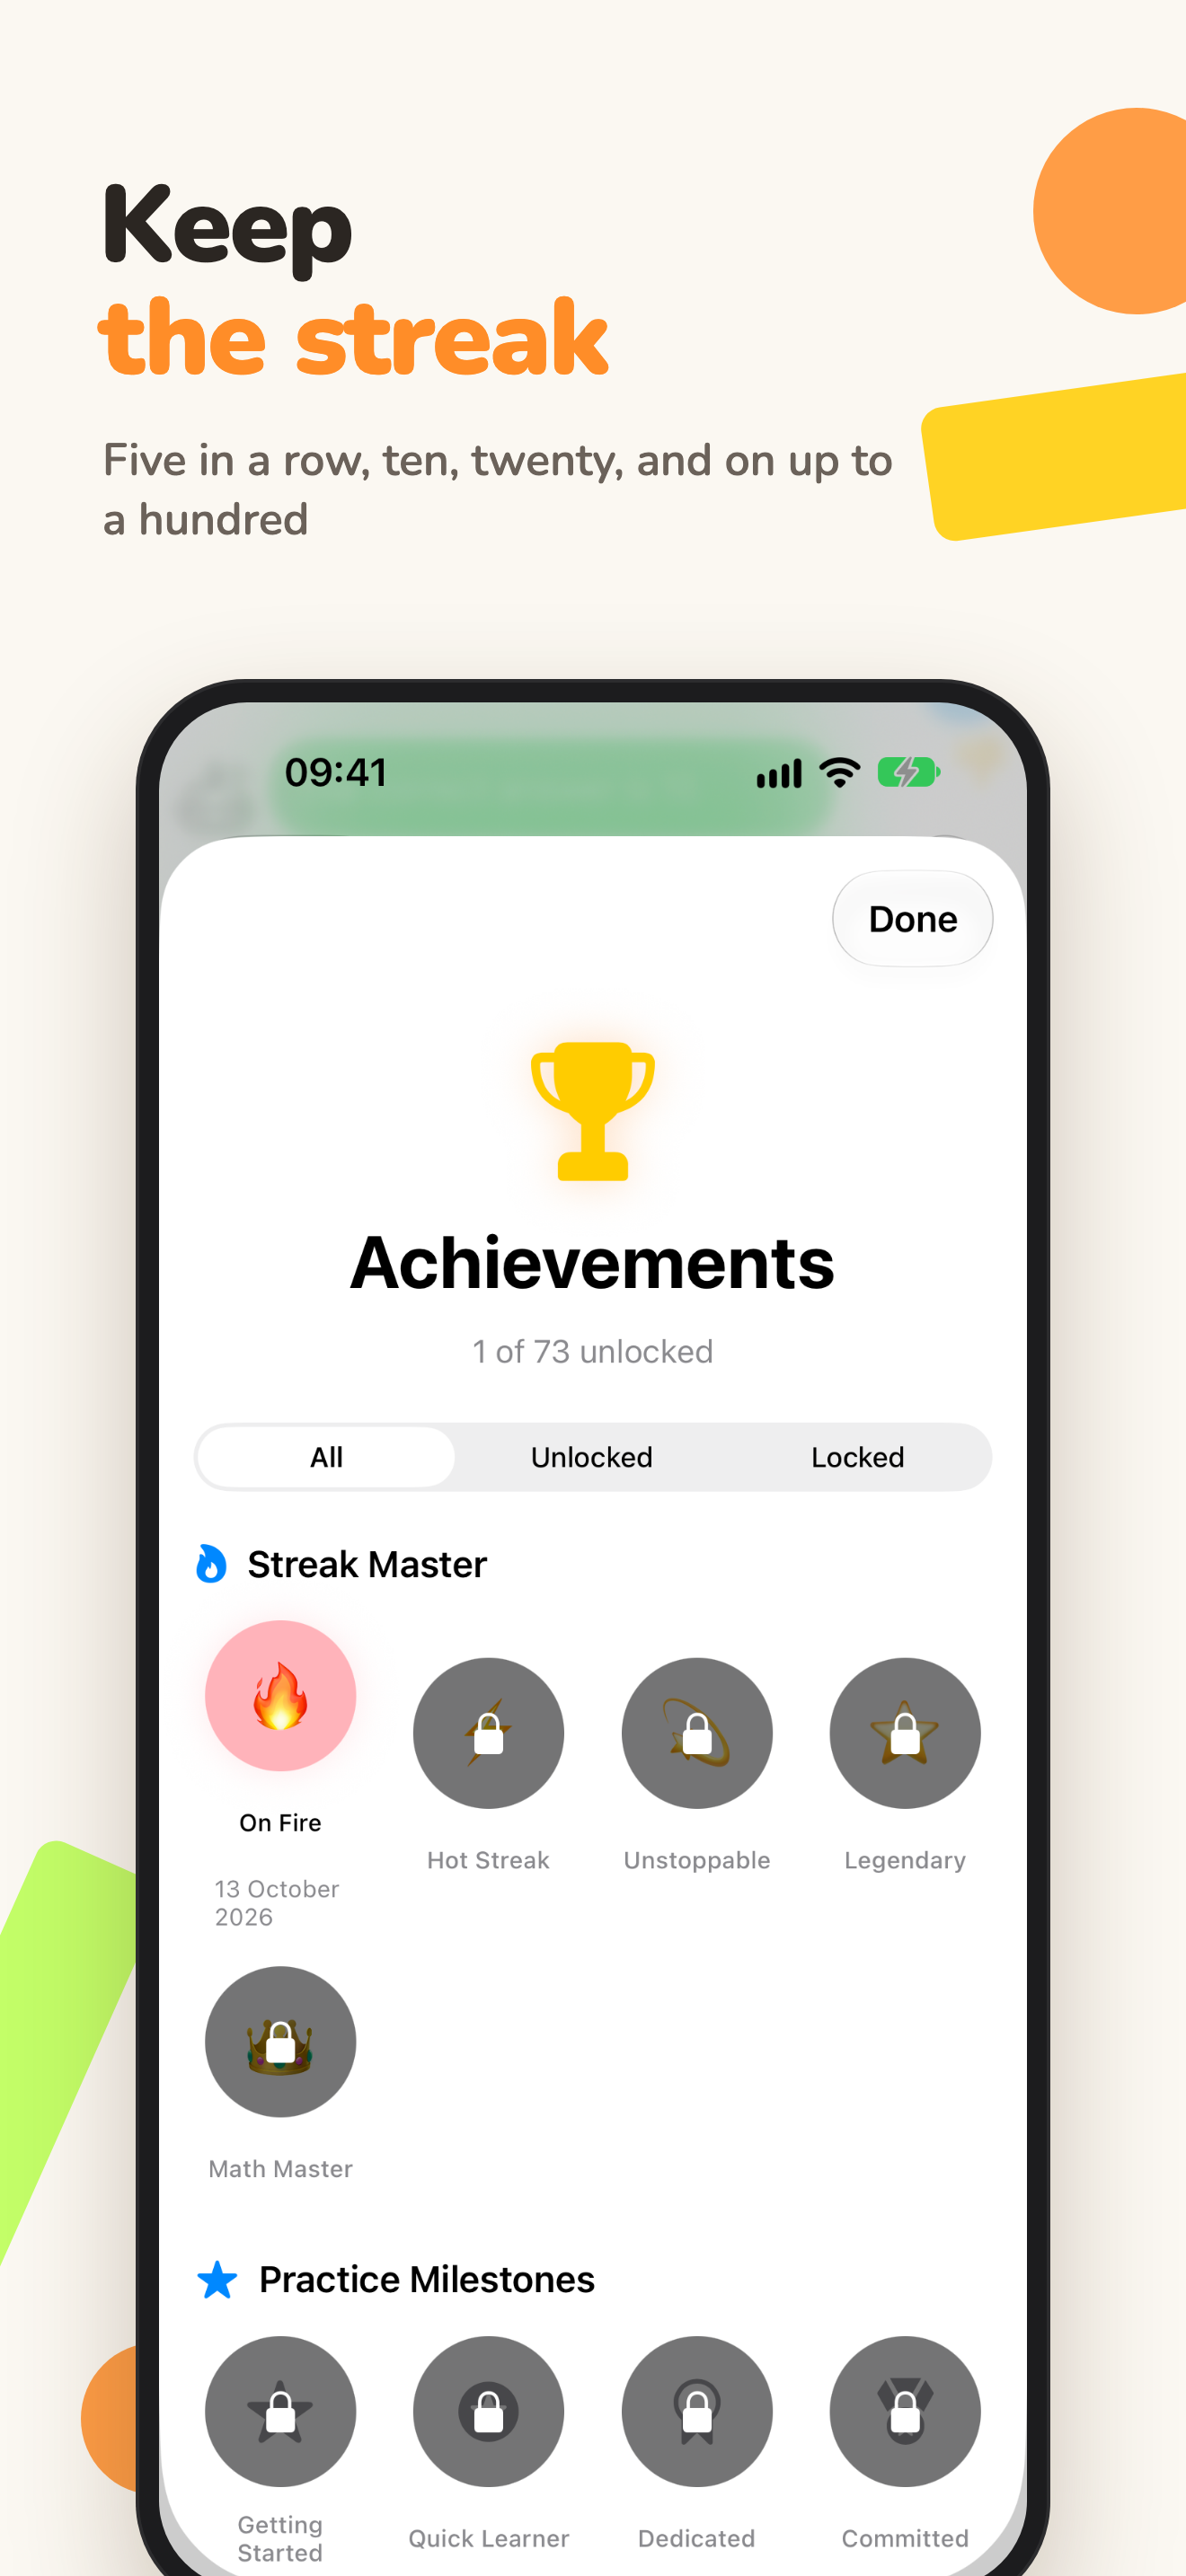 Keep
the streak
Five in a row, ten, twenty, and on up to
a hundred
09:41
Done
Achievements
1 of 73 unlocked
All Unlocked Locked
Streak Master
On Fire
13 October
2026
Hot Streak Unstoppable Legendary
Math Master
Practice Milestones
Getting
Started
Quick Learner Dedicated Committed